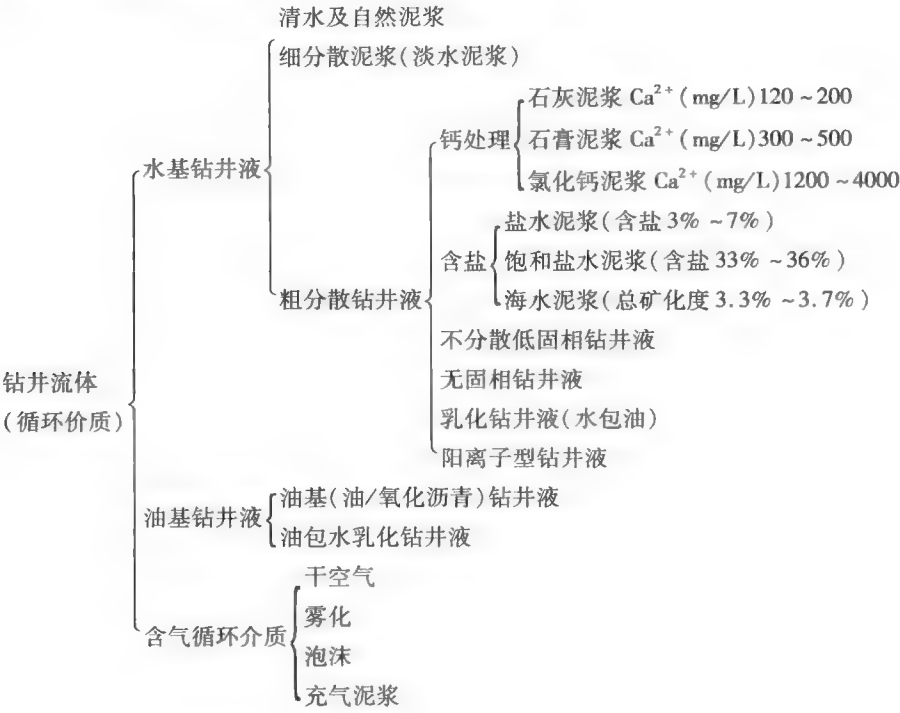 清水及自然泥浆
细分散泥浆(淡水泥浆)
石灰泥浆 Ca²⁺(mg/L)120~200
钙处理
石膏泥浆 Ca²⁺(mg/L)300~500
水基钻井液
氯化钙泥浆 Ca²⁺(mg/L)1200~4000
盐水泥浆(含盐3%~7%)
含盐
饱和盐水泥浆(含盐33%~36%)
粗分散钻井液
海水泥浆(总矿化度3.3%~3.7%)
不分散低固相钻井液
钻井流体
(循环价质)
无固相钻井液
乳化钻井液(水包油)
阳离子型钻井液
油基钻井液
油基(油/氧化沥青)钻井液
油包水乳化钻井液
干空气
雾化
含气循环介质
泡沫
充气泥浆